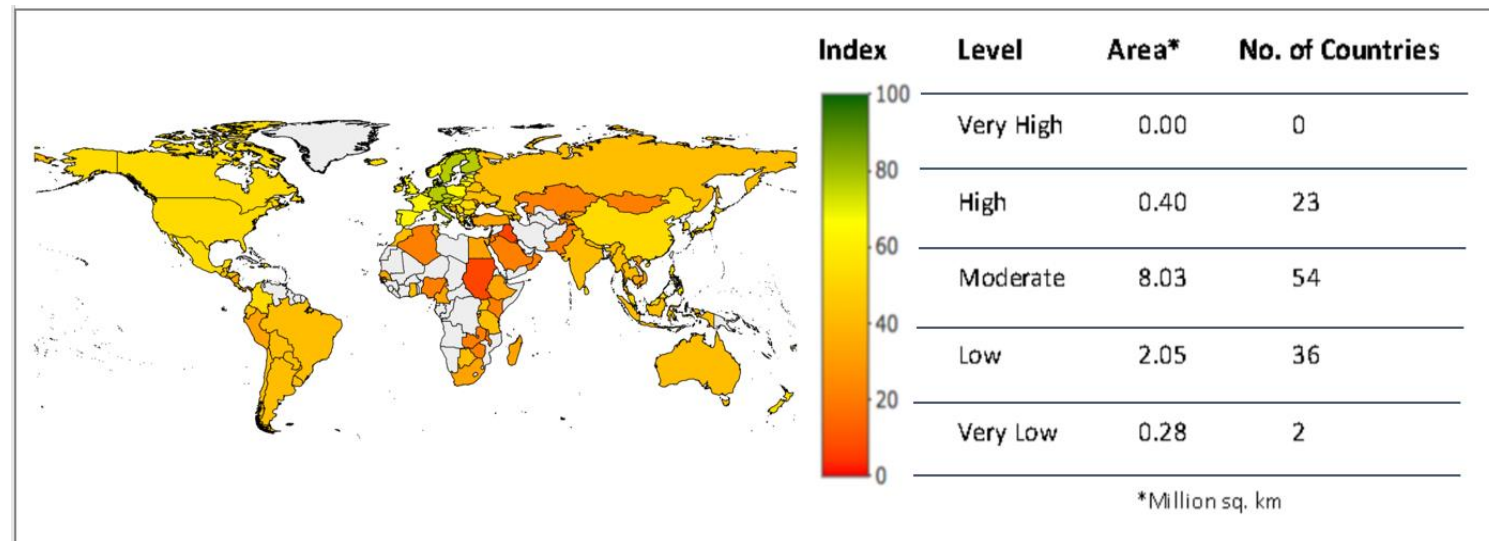 Index Level Area* No. of Countries
100
Very High 0.00 0
80
High 0.40 23
60
Moderate 8.03 54
40
Low 2.05 36
20
Very Low 0.28 2
0
*Million sq. km